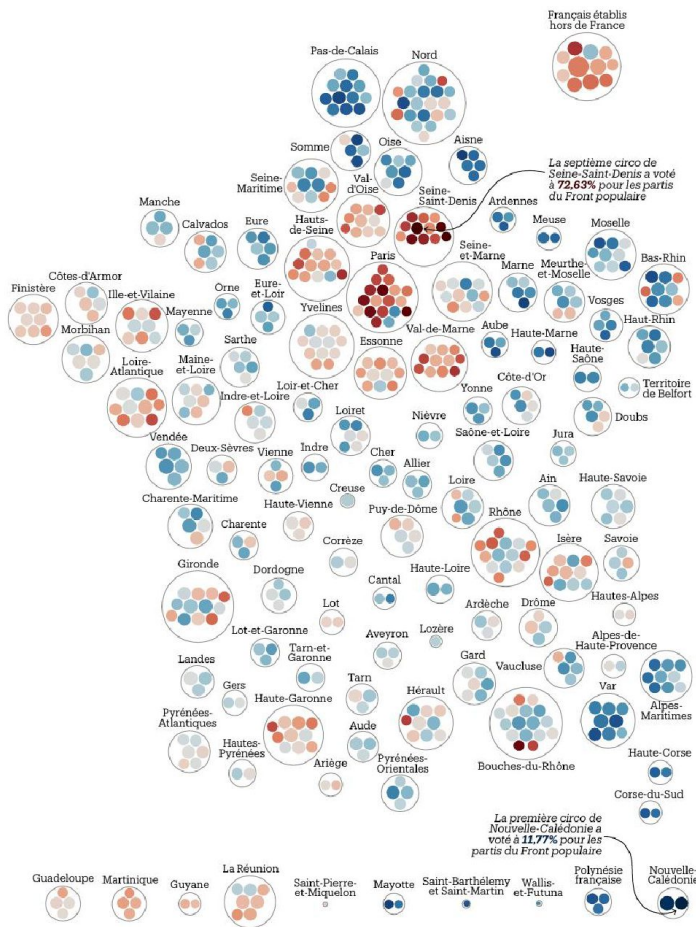 Français établis
hors de France
Pas-de-Calais
Nord
Somme
Oise
Aisne
La septième circo de
Seine-Saint-Denis a voté
à 72,63% pour les partis
du Front populaire
Seine-
Maritime
Val-
d'Oise
Seine-
Saint-Denis
Ardennes
Manche
Calvados
Eure
Hauts-
de-Seine
Meuse
Moselle
Paris
Seine-
et-Marne
Marne
Meurthe-
et-Moselle
Bas-Rhin
Finistère
Côtes-d'Armor
Ille-et-Vilaine
Orne
Eure-
et-Loir
Mayenne
Yvelines
Vosges
Morbihan
Sarthe
Essonne
Val-de-Marne
Aube
Haute-Marne
Haut-Rhin
Loire-
Atlantique
Maine-
et-Loire
Haute-
Saône
Indre-et-Loire
Loir-et-Cher
Yonne
Côte-d'Or
Territoire
de Belfort
Loiret
Nièvre
Doubs
Vendée
Deux-Sèvres
Vienne
Indre
Cher
Saône-et-Loire
Jura
Allier
Creuse
Loire
Ain
Haute-Savoie
Charente-Maritime
Haute-Vienne
Puy-de-Dôme
Rhône
Charente
Corrèze
Isère
Savoie
Gironde
Dordogne
Cantal
Haute-Loire
Lot
Ardèche
Drôme
Hautes-Alpes
Lot-et-Garonne
Tarn-et-
Garonne
Aveyron
Lozère
Alpes-de-
Haute-Provence
Landes
Gers
Tarn
Gard
Vaucluse
Haute-Garonne
Hérault
Var
Alpes-
Maritimes
Pyrénées-
Atlantiques
Hautes-
Pyrénées
Aude
Bouches-du-Rhône
Haute-Corse
Ariège
Pyrénées-
Orientales
Corse-du-Sud
La première circo de
Nouvelle-Calédonie a
voté à 11,77% pour les
partis du Front populaire
Guadeloupe
Martinique
Guyane
La Réunion
Saint-Pierre-
et-Miquelon
Mayotte
Saint-Barthélemy
et Saint-Martin
Wallis-
et-Futuna
Polynésie
française
Nouvelle-
Calédonie